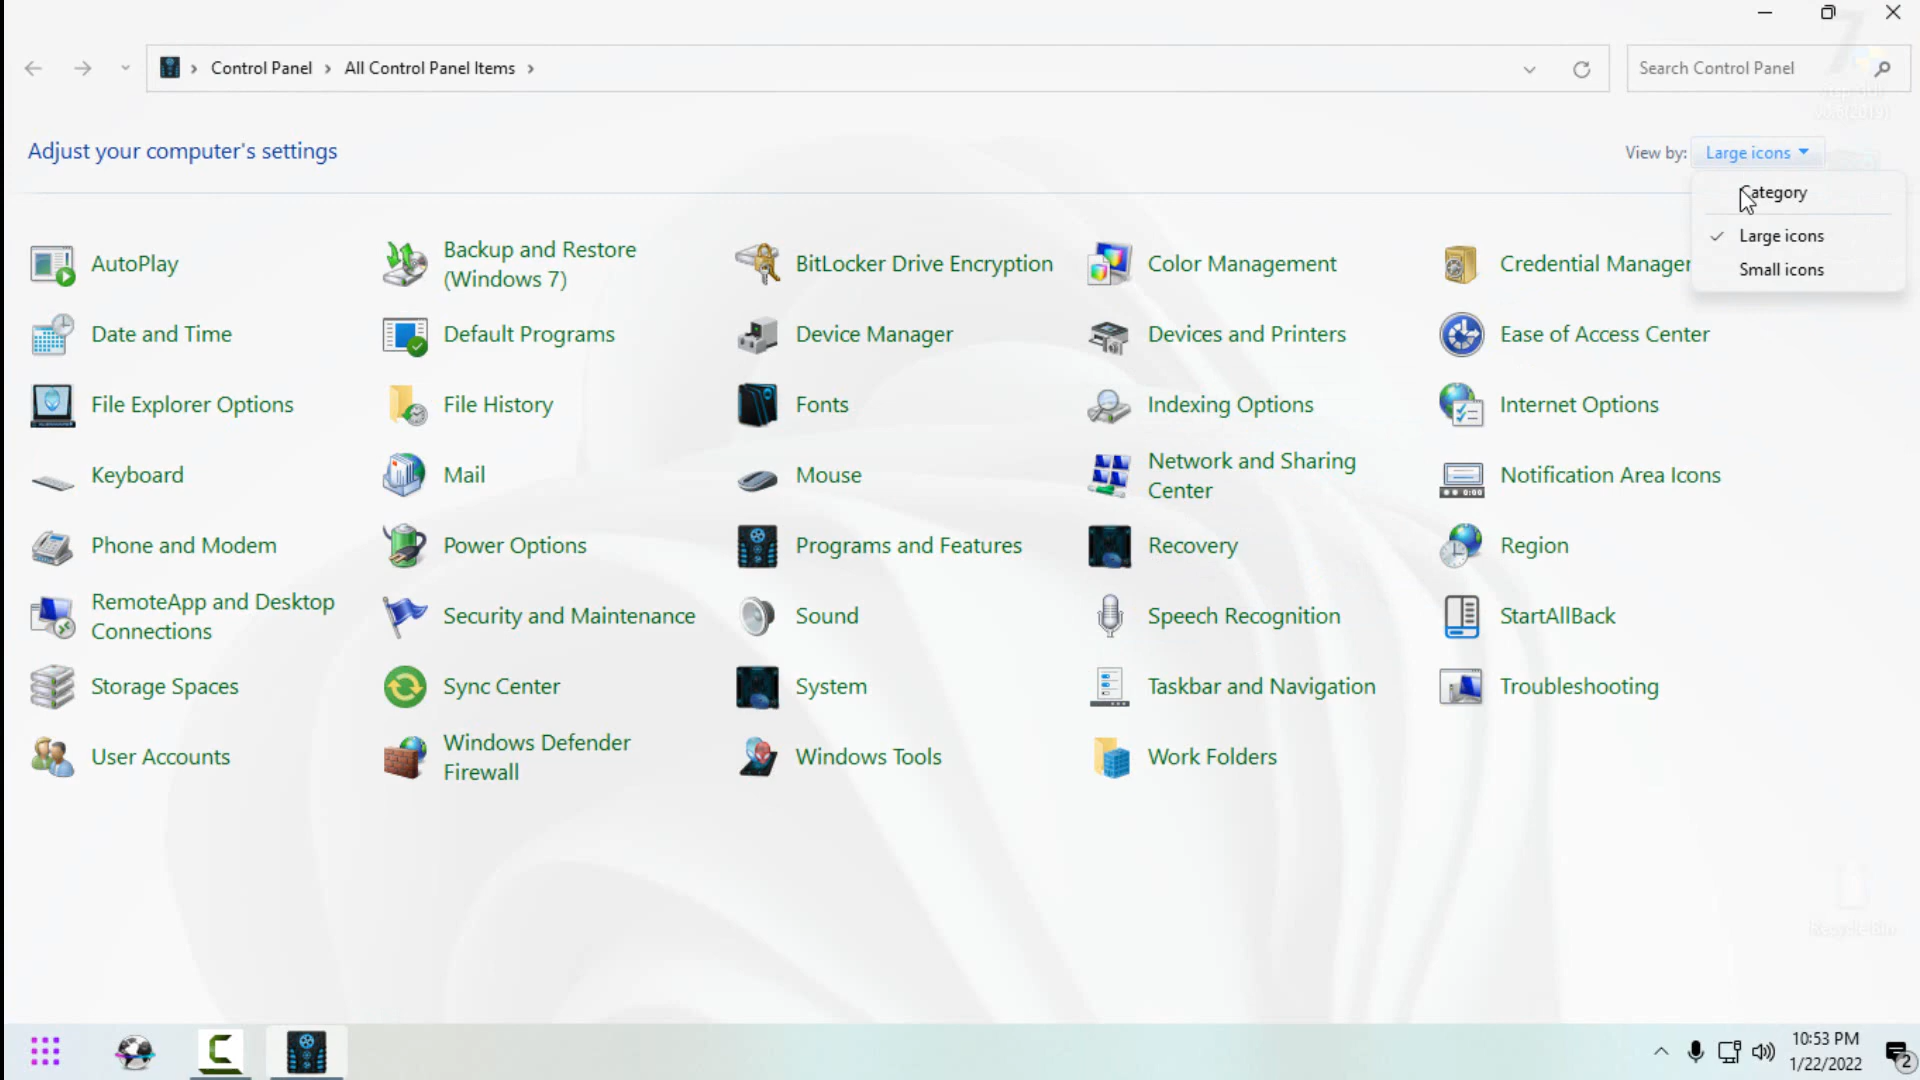 Control Panel > All Control Panel Items >
Search Control Panel
Adjust your computer's settings
View by: Large icons
Category
Large icons
Small icons
AutoPlay
Backup and Restore
(Windows 7)
BitLocker Drive Encryption
Color Management
Credential Manager
Date and Time
Default Programs
Device Manager
Devices and Printers
Ease of Access Center
File Explorer Options
File History
Fonts
Indexing Options
Internet Options
Keyboard
Mail
Mouse
Network and Sharing
Center
Notification Area Icons
Phone and Modem
Power Options
Programs and Features
Recovery
Region
RemoteApp and Desktop
Connections
Security and Maintenance
Sound
Speech Recognition
StartAllBack
Storage Spaces
Sync Center
System
Taskbar and Navigation
Troubleshooting
User Accounts
Windows Defender
Firewall
Windows Tools
Work Folders
Recycle Bin
10:53 PM
1/22/2022
2